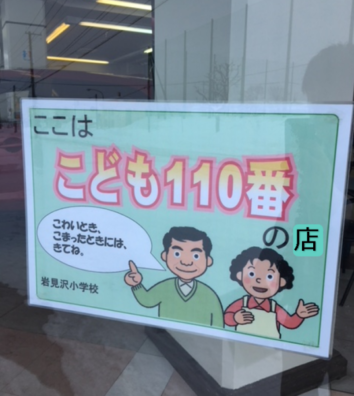 ここは
こども110番
の店
こわいとき、
こまったときには、
きてね。
岩見沢小学校